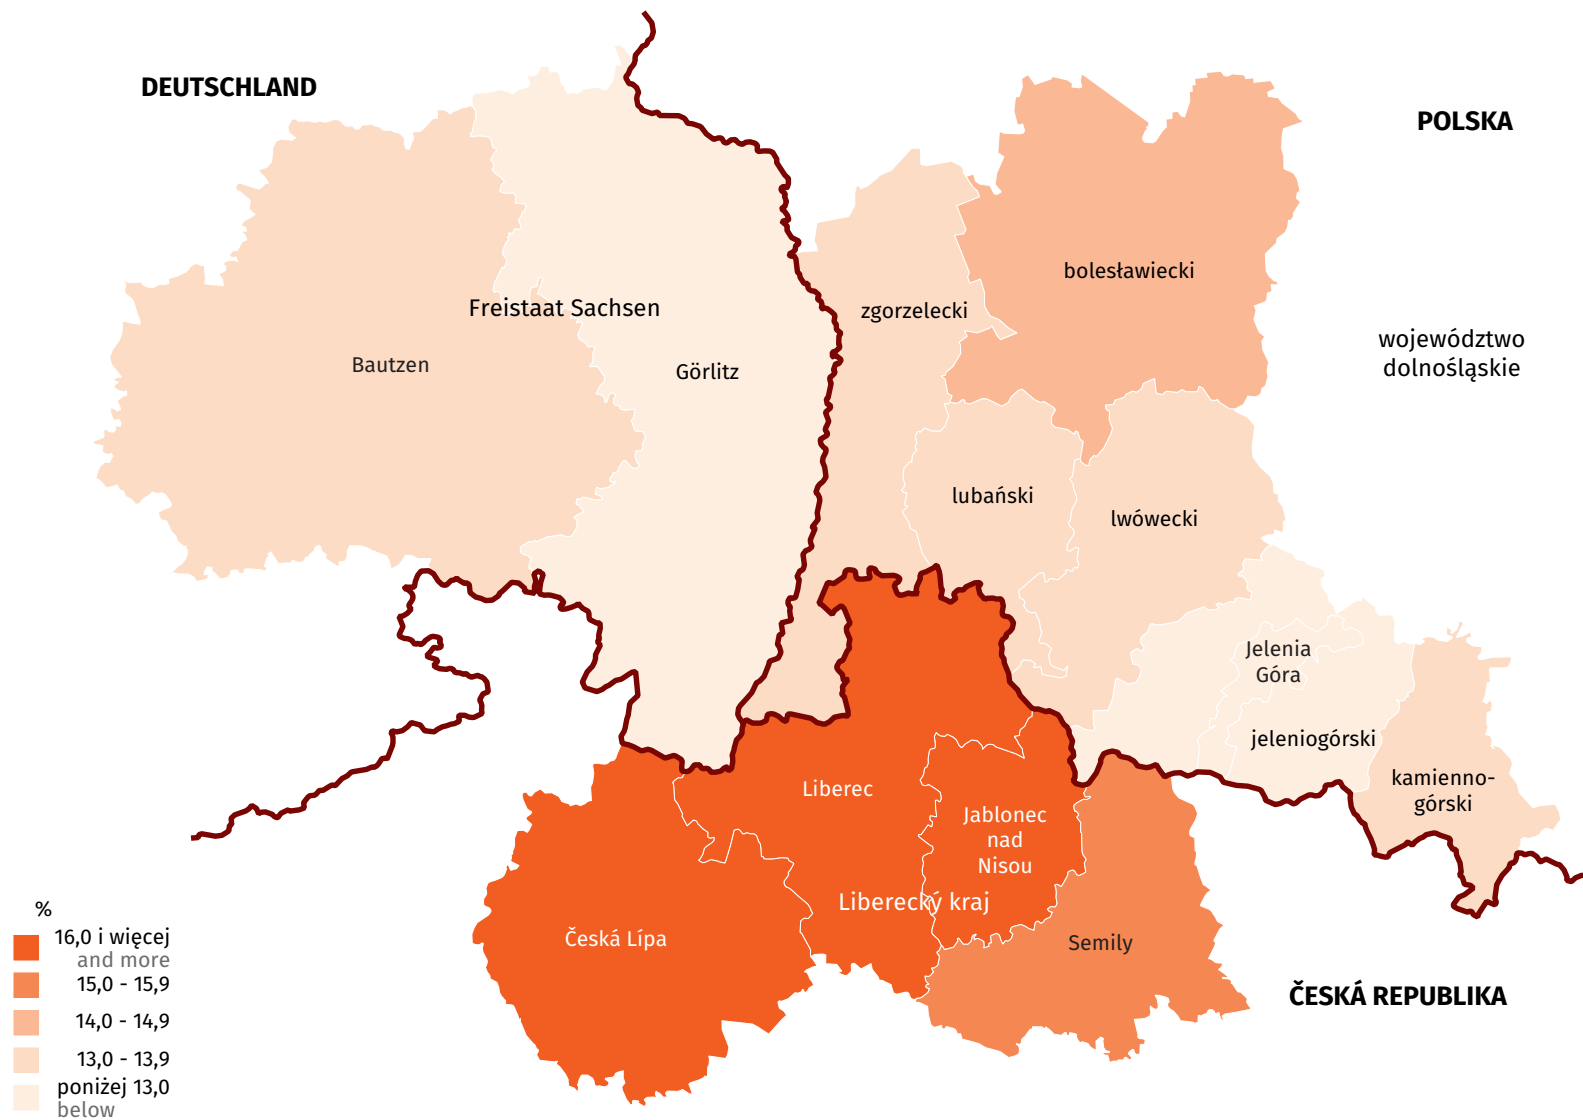 DEUTSCHLAND
POLSKA
bolesławiecki
Freistaat Sachsen
zgorzelecki
województwo
dolnośląskie
Bautzen
Görlitz
lubański
lwówecki
Jelenia
Góra
jeleniogórski
kamienno-
górski
Liberec
Jablonec
nad
Nisou
Liberecký kraj
Česká Lípa
Semily
ČESKÁ REPUBLIKA
%
16,0 i więcej
and more
15,0 - 15,9
14,0 - 14,9
13,0 - 13,9
poniżej 13,0
below